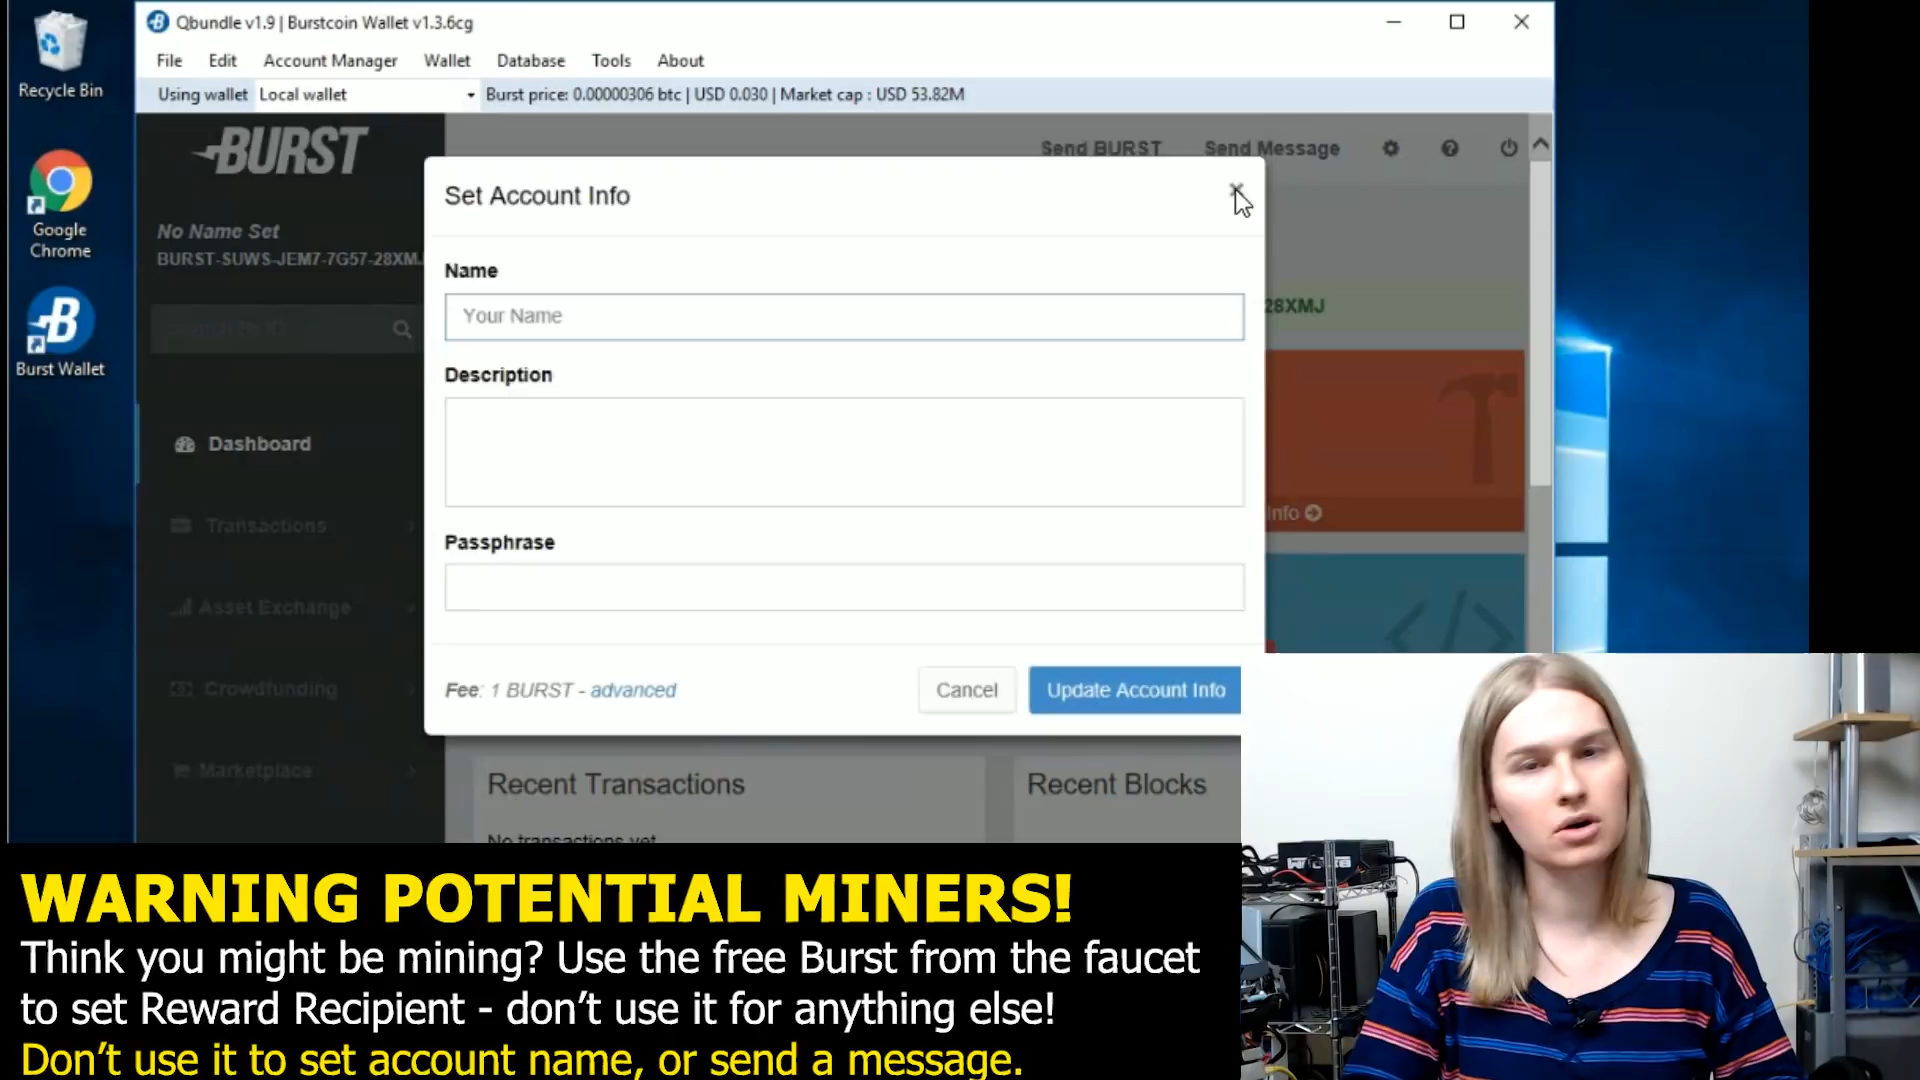 Recycle Bin
Google
Chrome
Burst Wallet
Qbundle v1.9 | Burstcoin Wallet v1.3.6cg
File Edit Account Manager Wallet Database Tools About
Using wallet Local wallet Burst price: 0.00000306 btc | USD 0.030 | Market cap : USD 53.82M
BURST
Send BURST Send Message
No Name Set
BURST-SUWS-JEM7-7G57-28XMJ
Dashboard
Transactions
Asset Exchange
Crowdfunding
Marketplace
Set Account Info
Name
Your Name
Description
Passphrase
Fee: 1 BURST - advanced
Cancel
Update Account Info
28XMJ
Info
Recent Transactions
No transactions yet
Recent Blocks
WARNING POTENTIAL MINERS!
Think you might be mining? Use the free Burst from the faucet
to set Reward Recipient - don't use it for anything else!
Don't use it to set account name, or send a message.